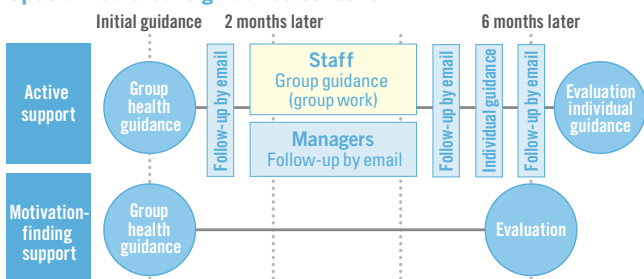 Initial guidance
2 months later
6 months later
Active
support
Group
health
guidance
Follow-up by email
Staff
Group guidance
(group work)
Managers
Follow-up by email
Follow-up by email
Individual guidance
Follow-up by email
Evaluation
individual
guidance
Motivation-
finding
support
Group
health
guidance
Evaluation